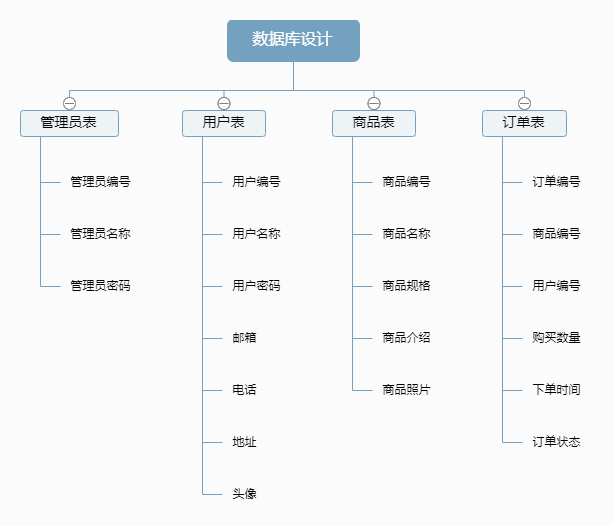 数据库设计
管理员表
管理员编号
管理员名称
管理员密码
用户表
用户编号
用户名称
用户密码
邮箱
电话
地址
头像
商品表
商品编号
商品名称
商品规格
商品介绍
商品照片
订单表
订单编号
商品编号
用户编号
购买数量
下单时间
订单状态